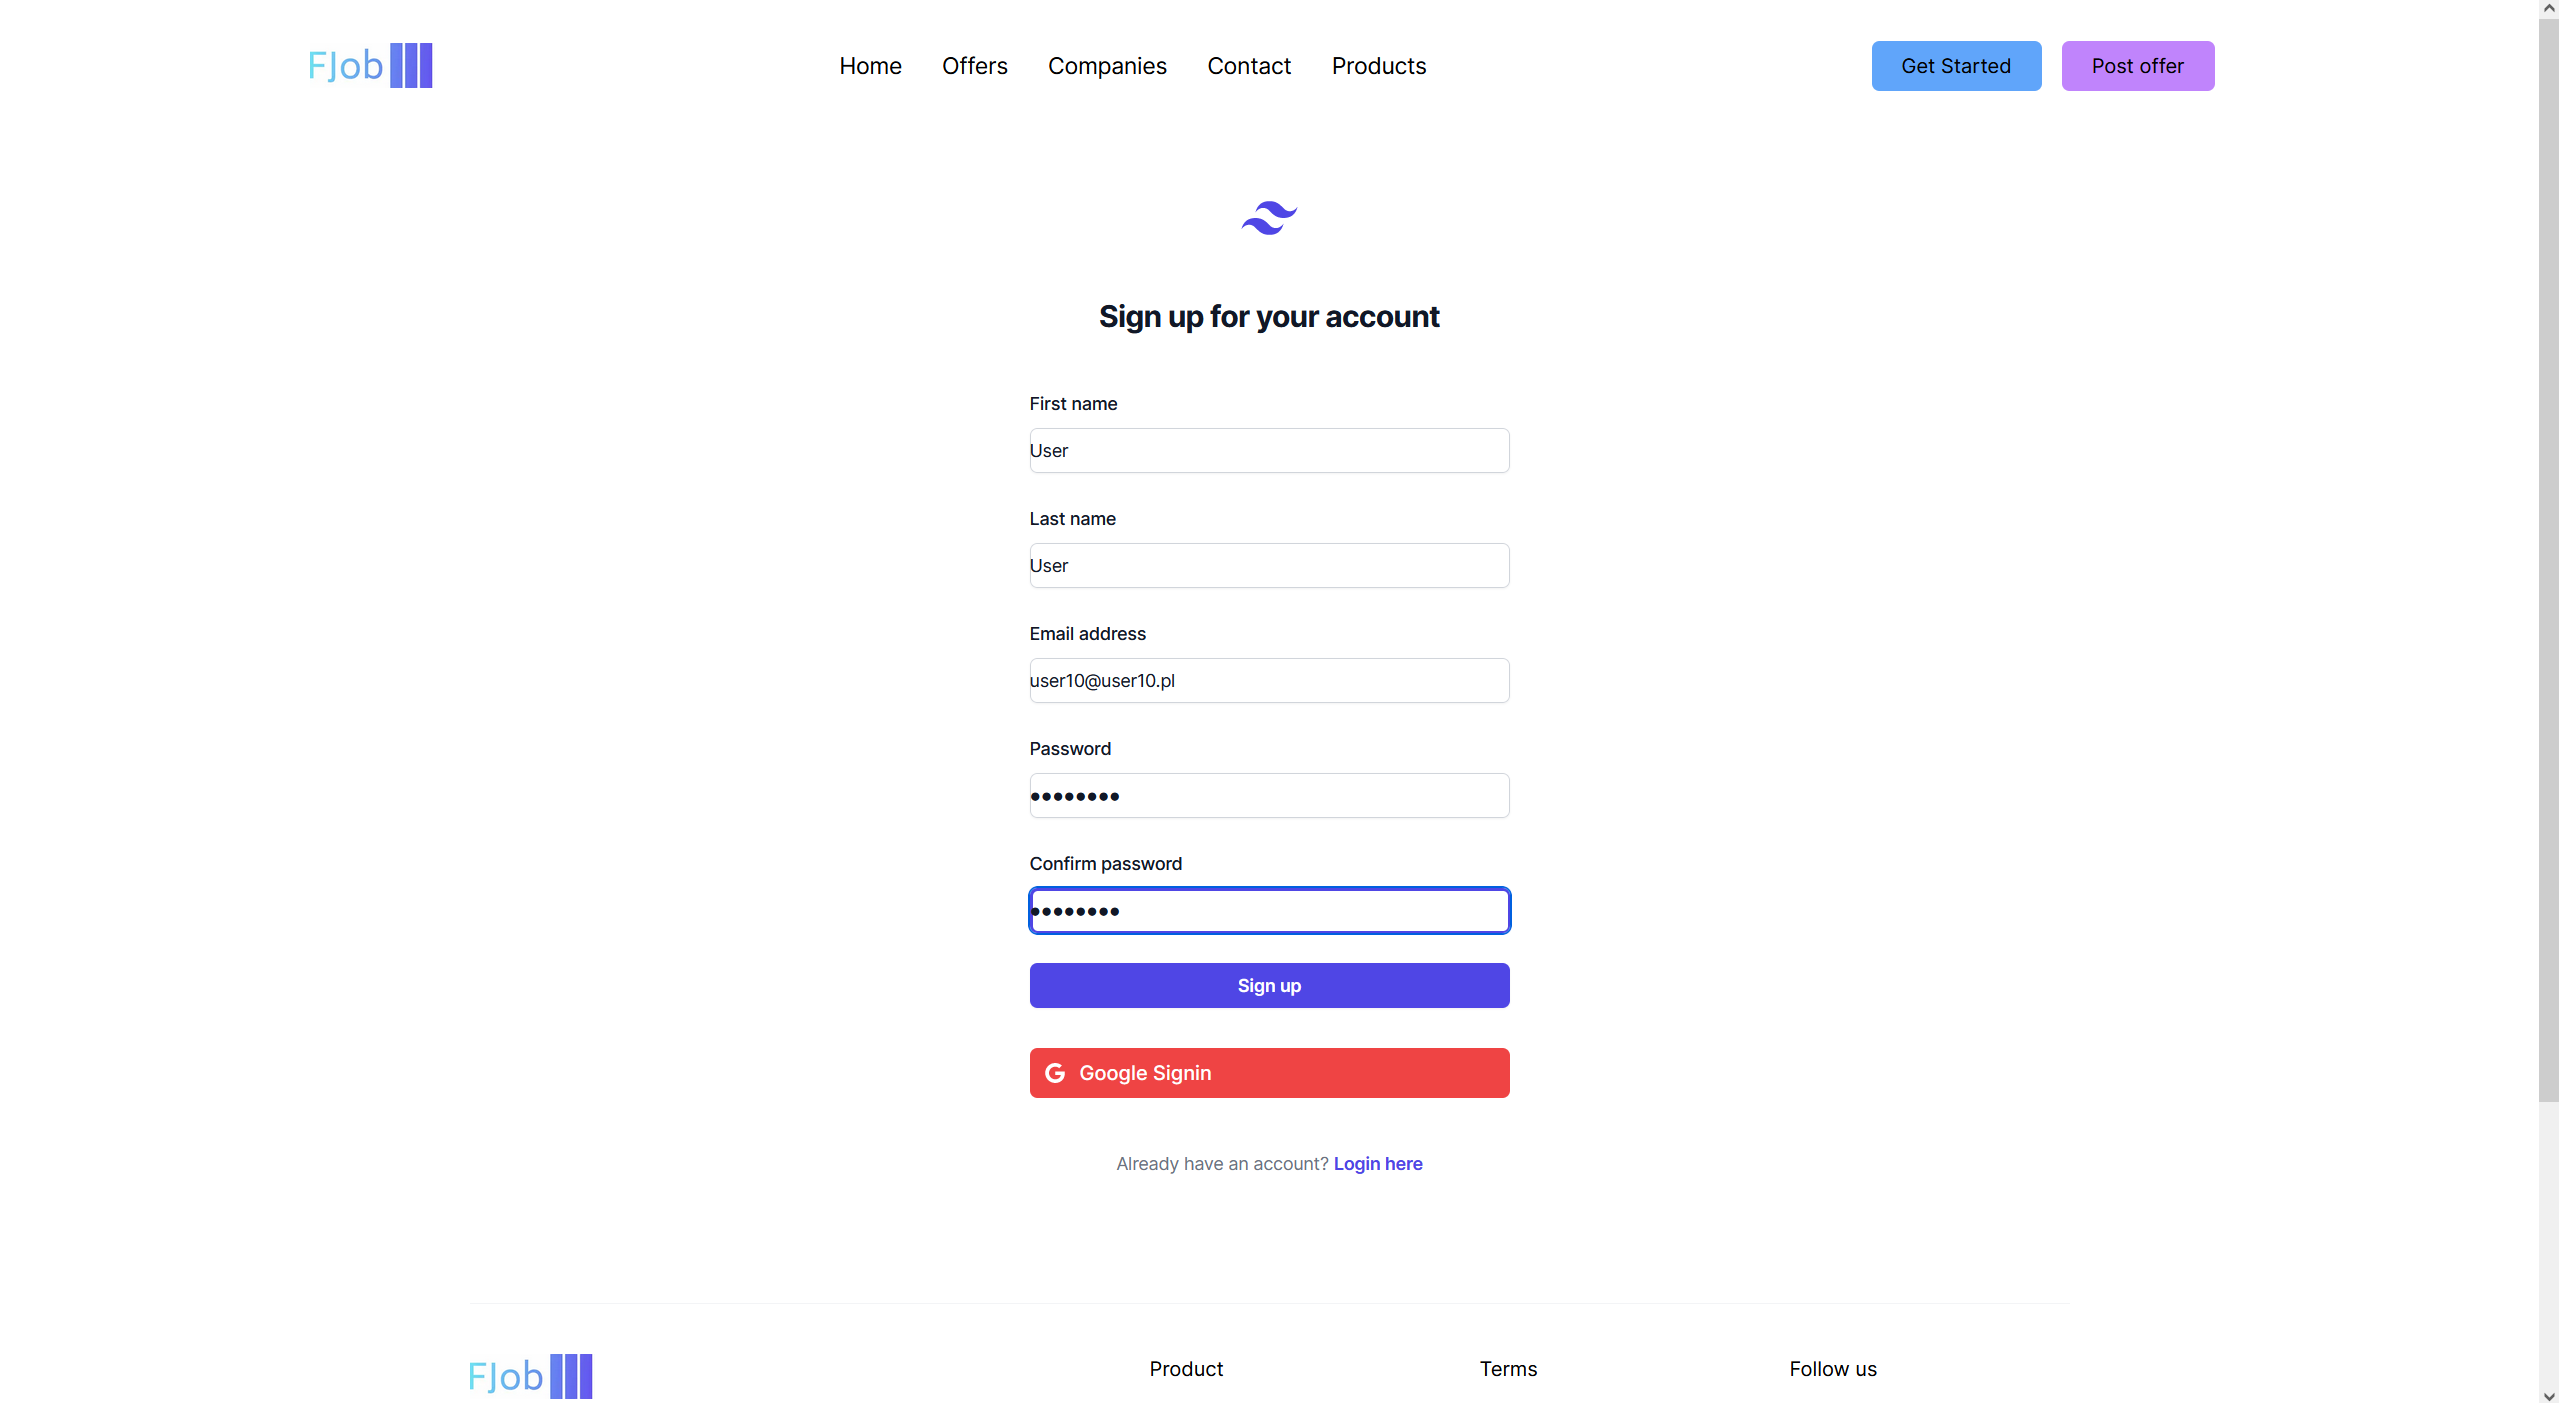 FJob
Home Offers Companies Contact Products
Get Started Post offer
Sign up for your account
First name
User
Last name
User
Email address
user10@user10.pl
Password
••••••••
Confirm password
••••••••
Sign up
G Google Signin
Already have an account? Login here
FJob
Product Terms Follow us